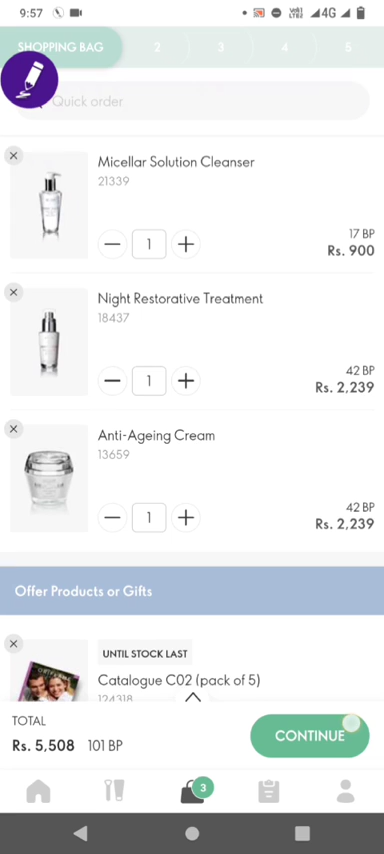 9:57
4G
SHOPPING BAG 2 3 4 5
Quick order
Micellar Solution Cleanser
21339
1
17 BP
Rs. 900
Night Restorative Treatment
18437
1
42 BP
Rs. 2,239
Anti-Ageing Cream
13659
1
42 BP
Rs. 2,239
Offer Products or Gifts
UNTIL STOCK LAST
Catalogue C02 (pack of 5)
124318
TOTAL
Rs. 5,508 101 BP
CONTINUE
3